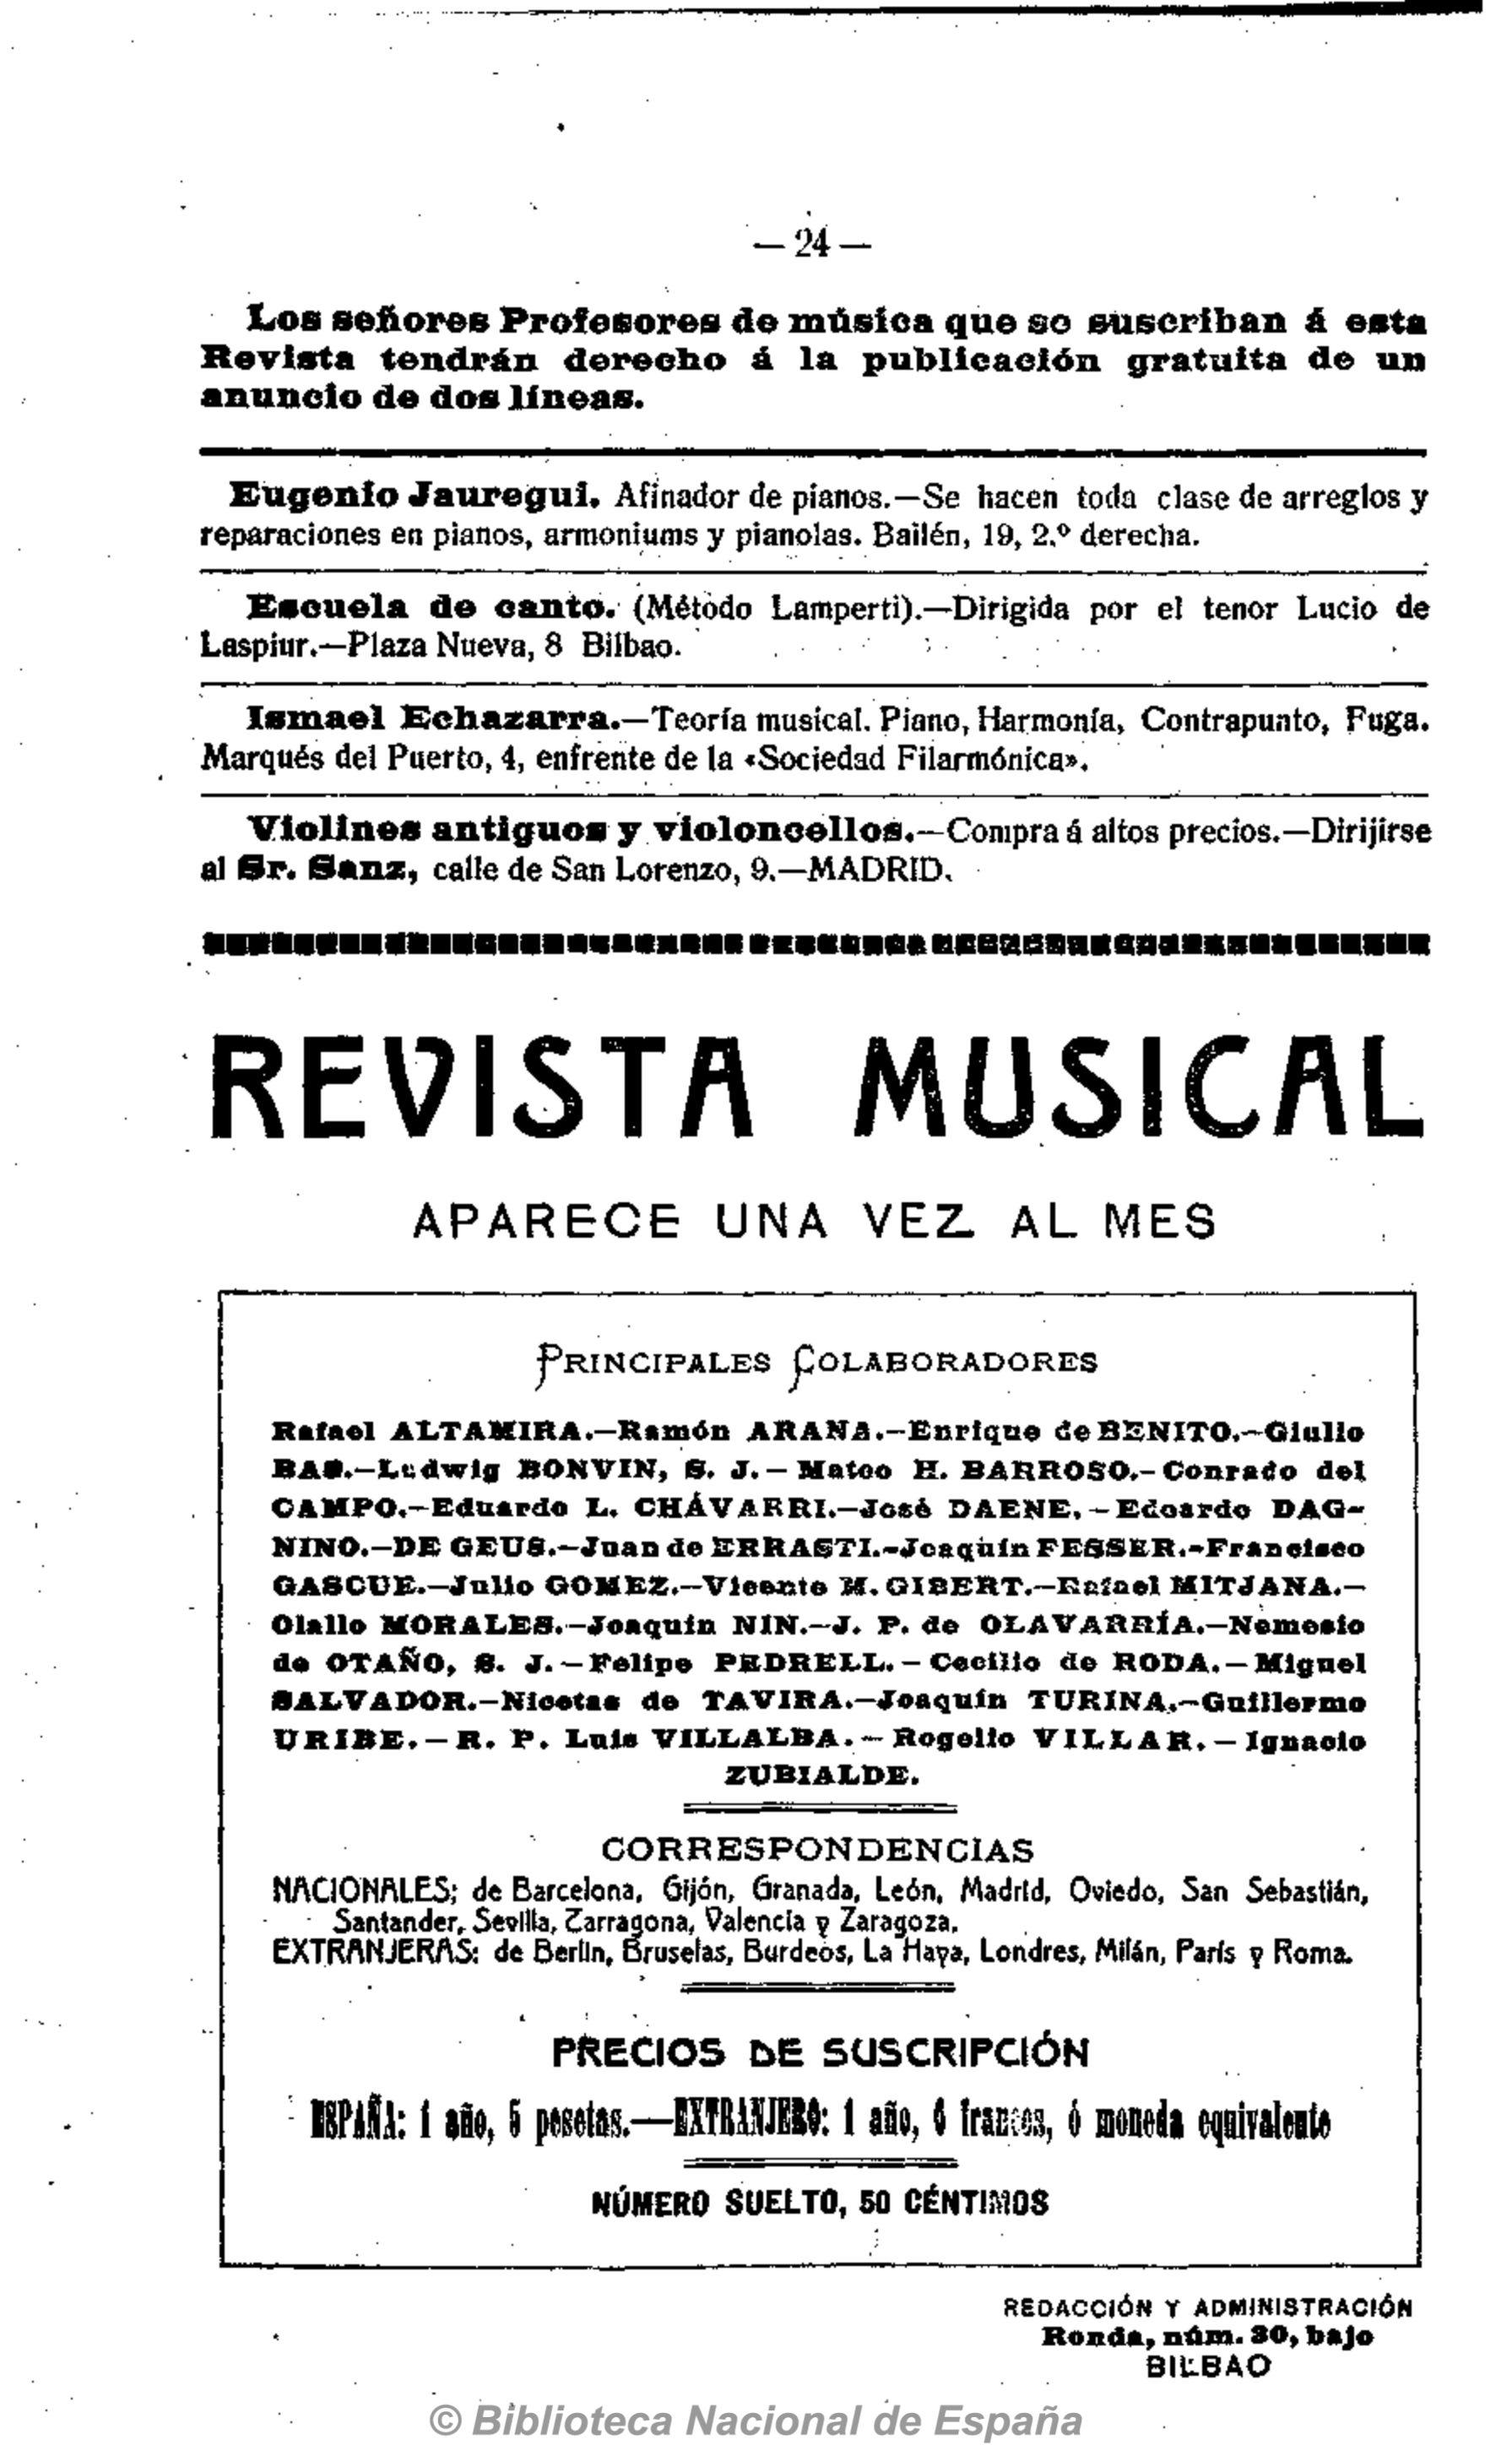 — 24 —
Los señores Profesores de música que se suscriban á esta
Revista tendrán derecho á la publicación gratuita de un
anuncio de dos líneas.
Eugenio Jauregui. Afinador de pianos.—Se hacen toda clase de arreglos y
reparaciones en pianos, armoniums y pianolas. Bailén, 19, 2.º derecha.
Escuela de canto. (Método Lamperti).—Dirigida por el tenor Lucio de
Laspiur.—Plaza Nueva, 8 Bilbao.
Ismael Echazarra.—Teoría musical. Piano, Harmonía, Contrapunto, Fuga.
Marqués del Puerto, 4, enfrente de la «Sociedad Filarmónica».
Violines antiguos y violoncellos.—Compra á altos precios.—Dirijirse
al Sr. Sanz, calle de San Lorenzo, 9.—MADRID.
REVISTA MUSICAL
APARECE UNA VEZ AL MES
PRINCIPALES COLABORADORES
Rafael ALTAMIRA.—Ramón ARANA.—Enrique de BENITO.—Giulio
BAS.—Ludwig BONVIN, S. J.—Mateo H. BARROSO.—Conrado del
CAMPO.—Eduardo L. CHÁVARRI.—José DAENE.—Edoardo DAG-
NINO.—DE GEUS.—Juan de ERRASTI.—Joaquín FESSER.—Francisco
GASCUE.—Julio GOMEZ.—Vicente M. GIBERT.—Rafael MITJANA.—
Olallo MORALES.—Joaquín NIN.—J. P. de OLAVARRÍA.—Nemesio
de OTAÑO, S. J.—Felipe PEDRELL.—Cecilio de RODA.—Miguel
SALVADOR.—Nicetas de TAVIRA.—Joaquín TURINA.—Guillermo
URIBE.—R. P. Luis VILLALBA.—Rogelio VILLAR.—Ignacio
ZUBIALDE.
CORRESPONDENCIAS
NACIONALES: de Barcelona, Gijón, Granada, León, Madrid, Oviedo, San Sebastián,
Santander, Sevilla, Tarragona, Valencia y Zaragoza.
EXTRANJERAS: de Berlin, Bruselas, Burdeos, La Haya, Londres, Milán, París y Roma.
PRECIOS DE SUSCRIPCIÓN
ESPAÑA: 1 año, 5 pesetas.—EXTRANJERO: 1 año, 6 francos, ó moneda equivalente
NÚMERO SUELTO, 50 CÉNTIMOS
REDACCIÓN Y ADMINISTRACIÓN
Ronda, núm. 30, bajo
BILBAO
© Biblioteca Nacional de España